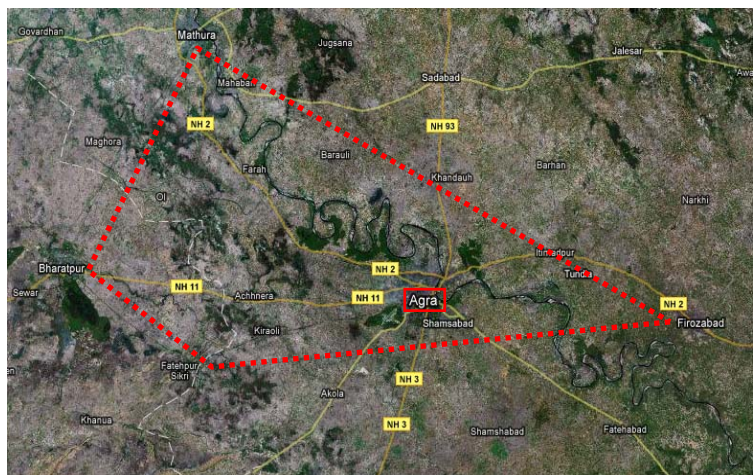 Govardhan
Mathura
Jugsana
Jalesar
Mahaban
Sadabad
NH 2
NH 93
Maghora
Barauli
Farah
Khandauh
Barhan
Ol
Narkhi
Itimadpur
Bharatpur
NH 2
Tundla
Sewar
NH 11
Achhnera
NH 11
Agra
NH 2
Kiraoli
Shamsabad
Firozabad
Fatehpur
Sikri
NH 3
Akola
Khanua
NH 3
Shamshabad
Fatehabad